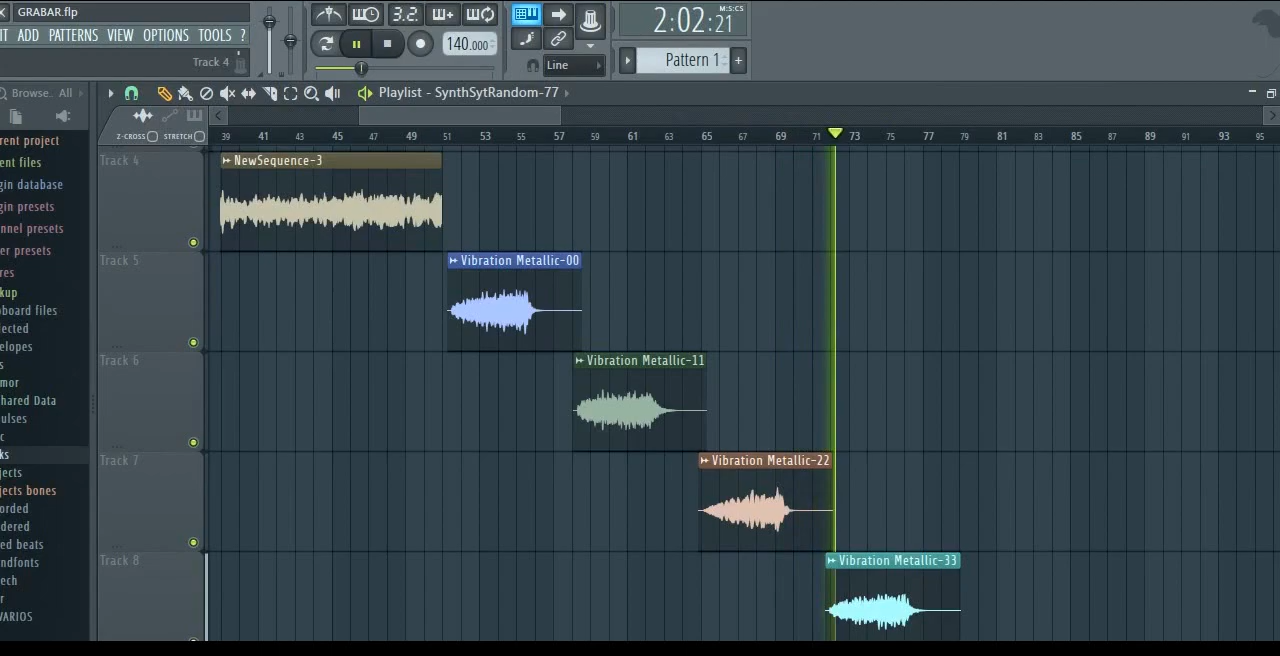 GRABAR.flp
IT ADD PATTERNS VIEW OPTIONS TOOLS ?
Track 4
3.2.
140.000
Line
2:02:21
M:S:CS
Pattern 1
+
Browse.. All
Playlist - SynthSytRandom-77
Z-CROSS STRETCH
39 41 43 45 47 49 51 53 55 57 59 61 63 65 67 69 71 73 75 77 79 81 83 85 87 89 91 93 95
rent project
ent files
gin database
gin presets
nnel presets
er presets
res
kup
board files
lected
elopes
s
mor
hared Data
ulses
c
ks
jects
jects bones
orded
dered
ed beats
ndfonts
ech
r
VARIOS
Track 4
NewSequence-3
Track 5
Vibration Metallic-00
Track 6
Vibration Metallic-11
Track 7
Vibration Metallic-22
Track 8
Vibration Metallic-33